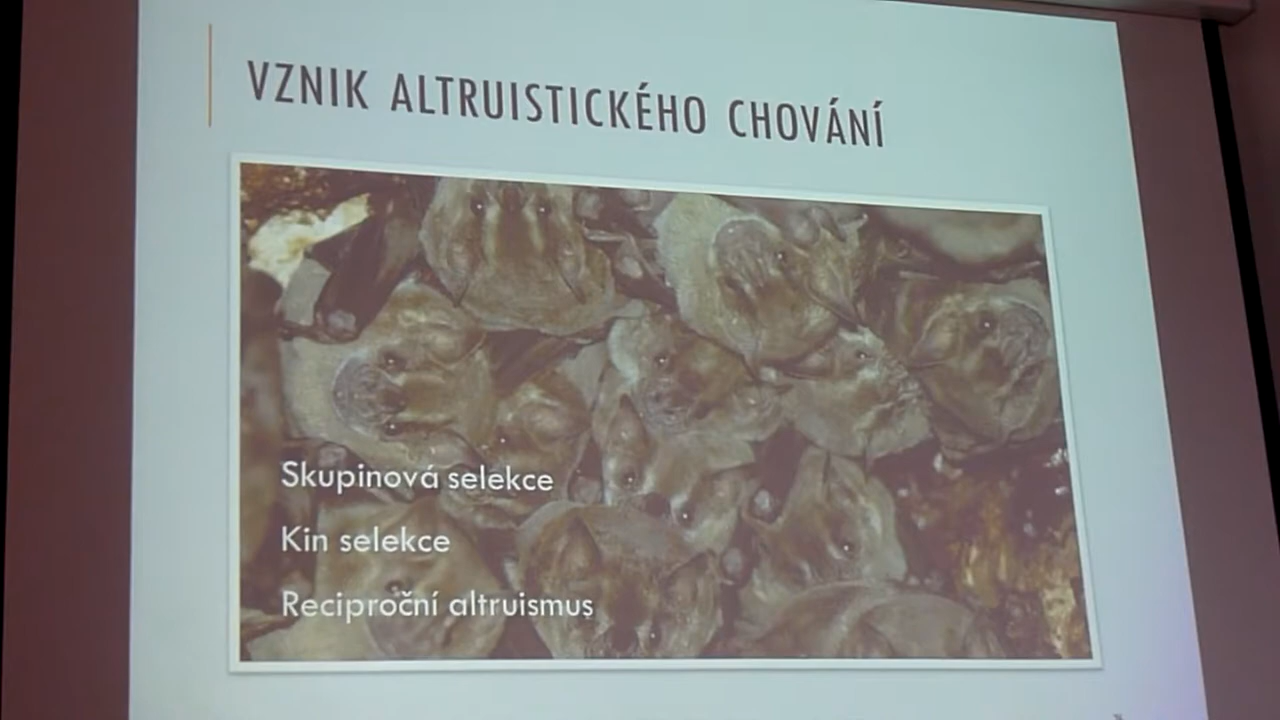 VZNIK ALTRUISTICKÉHO CHOVÁNÍ
Skupinová selekce
Kin selekce
Reciproční altruismus